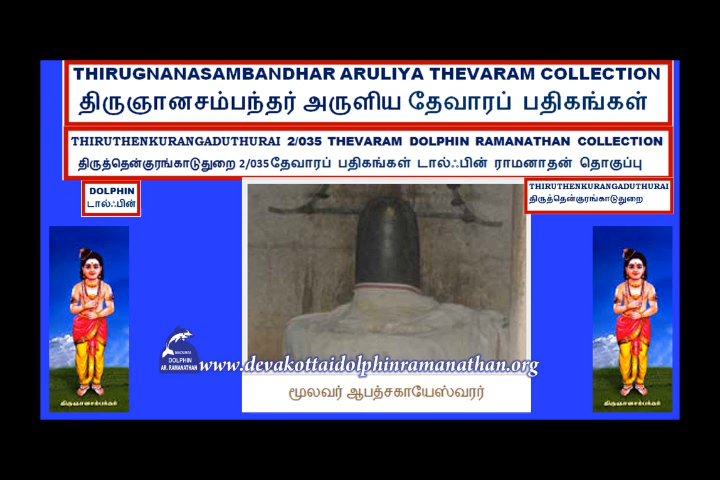 THIRUGNANASAMBANDHAR ARULIYA THEVARAM COLLECTION
திருஞானசம்பந்தர் அருளிய தேவாரப் பதிகங்கள்
THIRUTHENKURANGADUTHURAI 2/035 THEVARAM DOLPHIN RAMANATHAN COLLECTION
திருத்தென்குரங்காடுதுறை 2/035தேவாரப் பதிகங்கள் டால்ஃபின் ராமனாதன் தொகுப்பு
DOLPHIN
டால்ஃபின்
THIRUTHENKURANGADUTHURAI
திருத்தென்குரங்காடுதுறை
MADURAI
DOLPHIN
AR. RAMANATHAN
www.devakottaidolphinramanathan.org
மூலவர் ஆபத்சகாயேஸ்வரர்
திருஞானசம்பந்தர்
திருஞானசம்பந்தர்